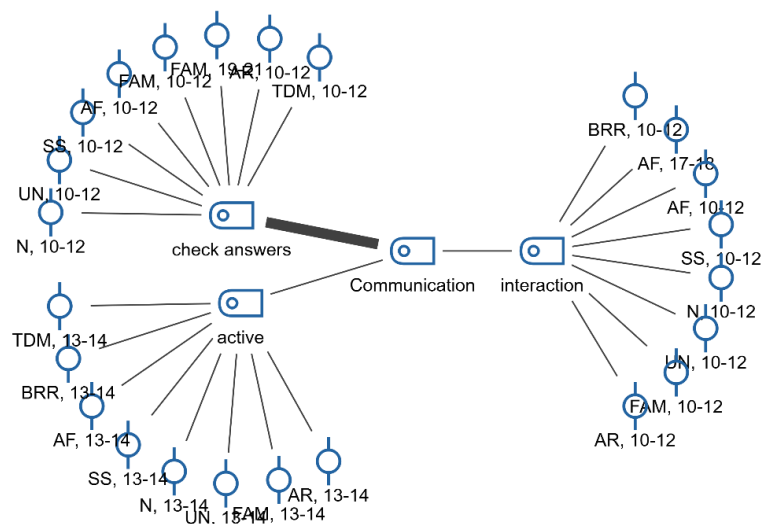 FAM, 19-21
AR, 10-12
FAM, 10-12
TDM, 10-12
AF, 10-12
SS, 10-12
UN, 10-12
N, 10-12
check answers
BRR, 10-12
AF, 17-18
AF, 10-12
SS, 10-12
N, 10-12
UN, 10-12
FAM, 10-12
AR, 10-12
Communication
interaction
active
TDM, 13-14
BRR, 13-14
AF, 13-14
SS, 13-14
N, 13-14
UN, 13-14
FAM, 13-14
AR, 13-14